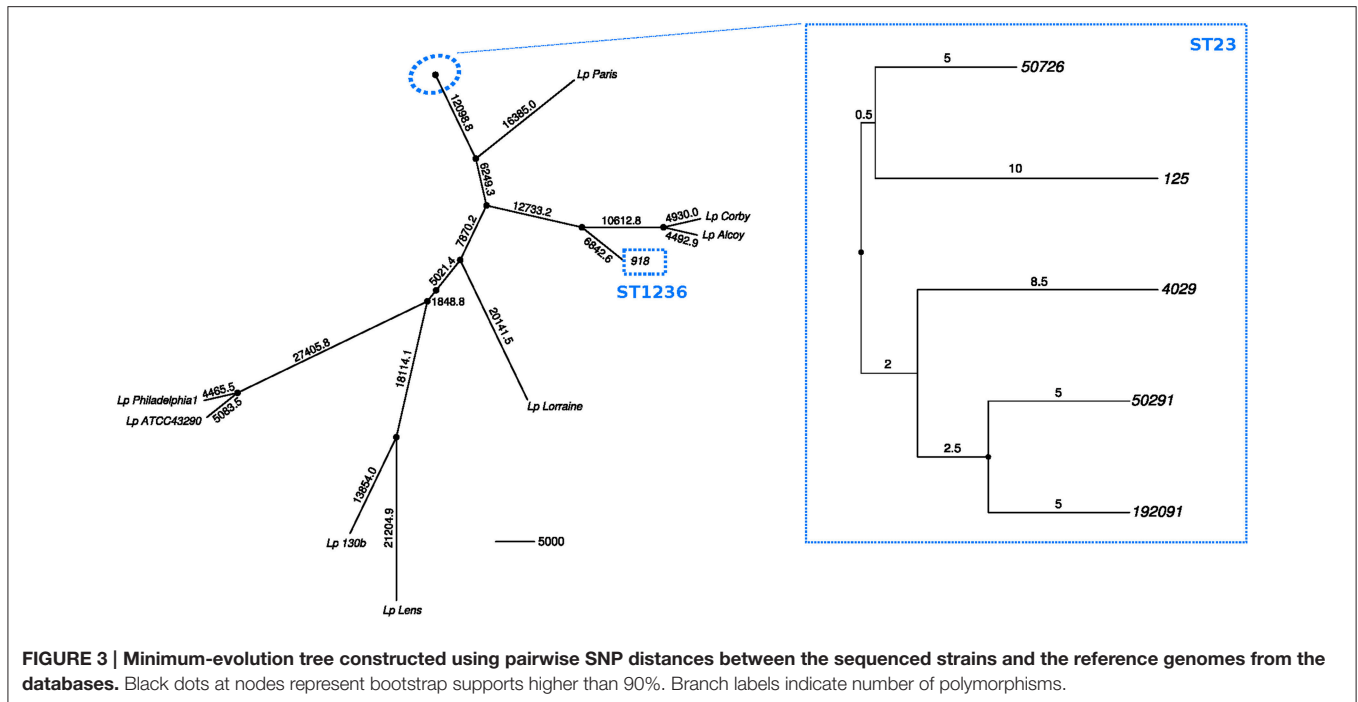 ST23
Lp Paris
12098.8
16385.0
6249.3
12733.2
10612.8
4930.0
Lp Corby
4492.9
Lp Alcoy
6842.6
918
ST1236
7870.2
5021.4
1848.8
20141.5
Lp Lorraine
27405.8
18114.1
4465.5
Lp Philadelphia1
5083.5
Lp ATCC43290
13854.0
Lp 130b
21204.9
Lp Lens
5000
5
50726
0.5
10
125
8.5
4029
2
5
50291
2.5
5
192091
FIGURE 3 | Minimum-evolution tree constructed using pairwise SNP distances between the sequenced strains and the reference genomes from the
databases. Black dots at nodes represent bootstrap supports higher than 90%. Branch labels indicate number of polymorphisms.